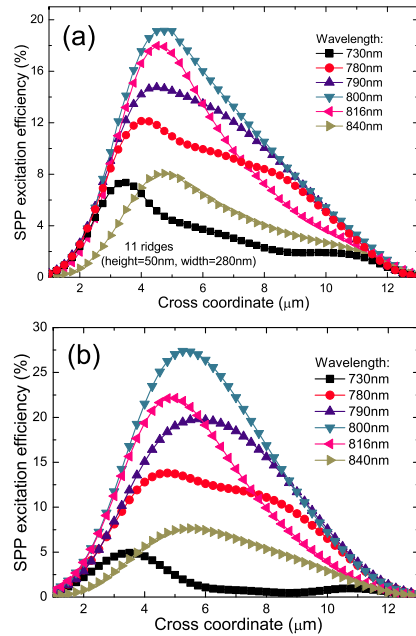 (a)
Wavelength:
730nm
780nm
790nm
800nm
816nm
840nm
18
15
12
8
4
0
SPP excitation efficiency (%)
11 ridges
(height=50nm, width=280nm)
2 4 6 8 10 12
Cross coordinate (μm)
(b)
Wavelength:
730nm
780nm
790nm
800nm
816nm
840nm
30
25
20
15
10
5
0
SPP excitation efficiency (%)
2 4 6 8 10 12
Cross coordinate (μm)